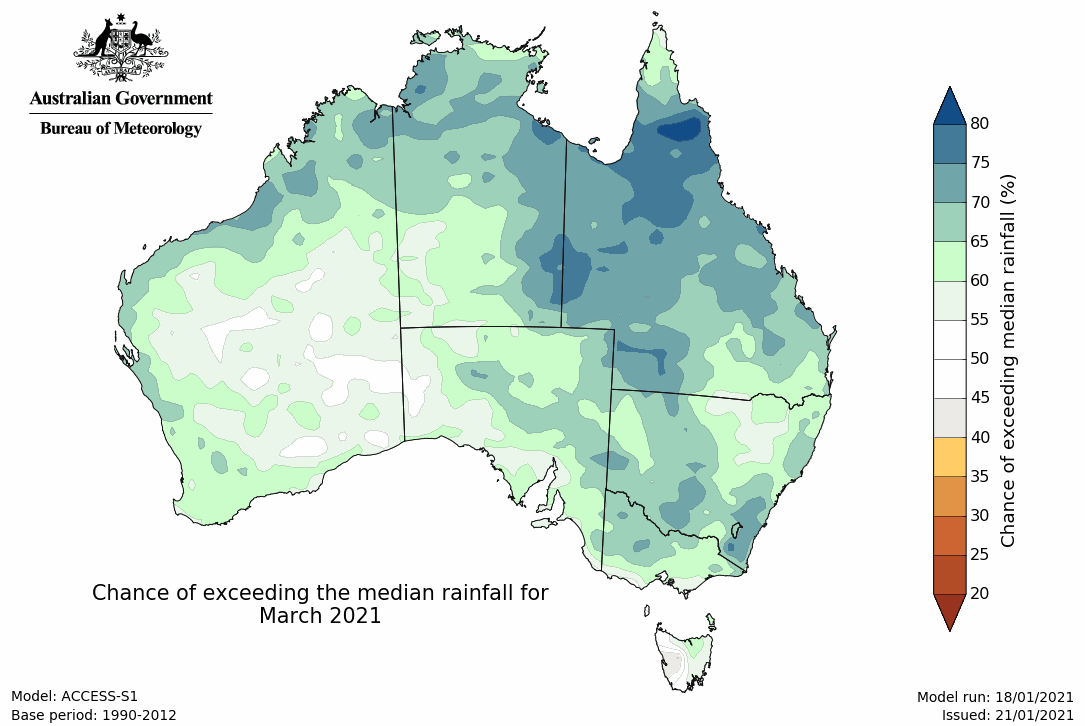 Australian Government
Bureau of Meteorology
80
75
70
65
60
55
50
45
40
35
30
25
20
Chance of exceeding median rainfall (%)
Chance of exceeding the median rainfall for
March 2021
Model: ACCESS-S1
Base period: 1990-2012
Model run: 18/01/2021
Issued: 21/01/2021